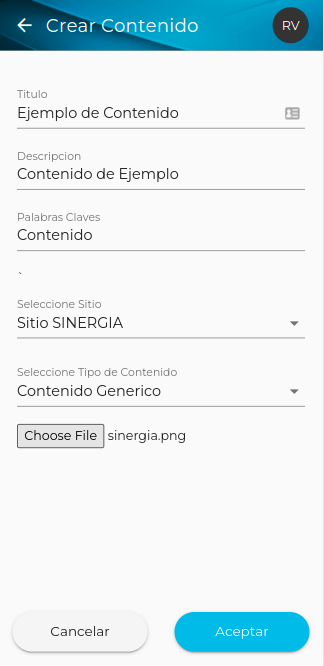 Crear Contenido
RV
Titulo
Ejemplo de Contenido
Descripcion
Contenido de Ejemplo
Palabras Claves
Contenido
`
Seleccione Sitio
Sitio SINERGIA
Seleccione Tipo de Contenido
Contenido Generico
Choose File sinergia.png
Cancelar
Aceptar